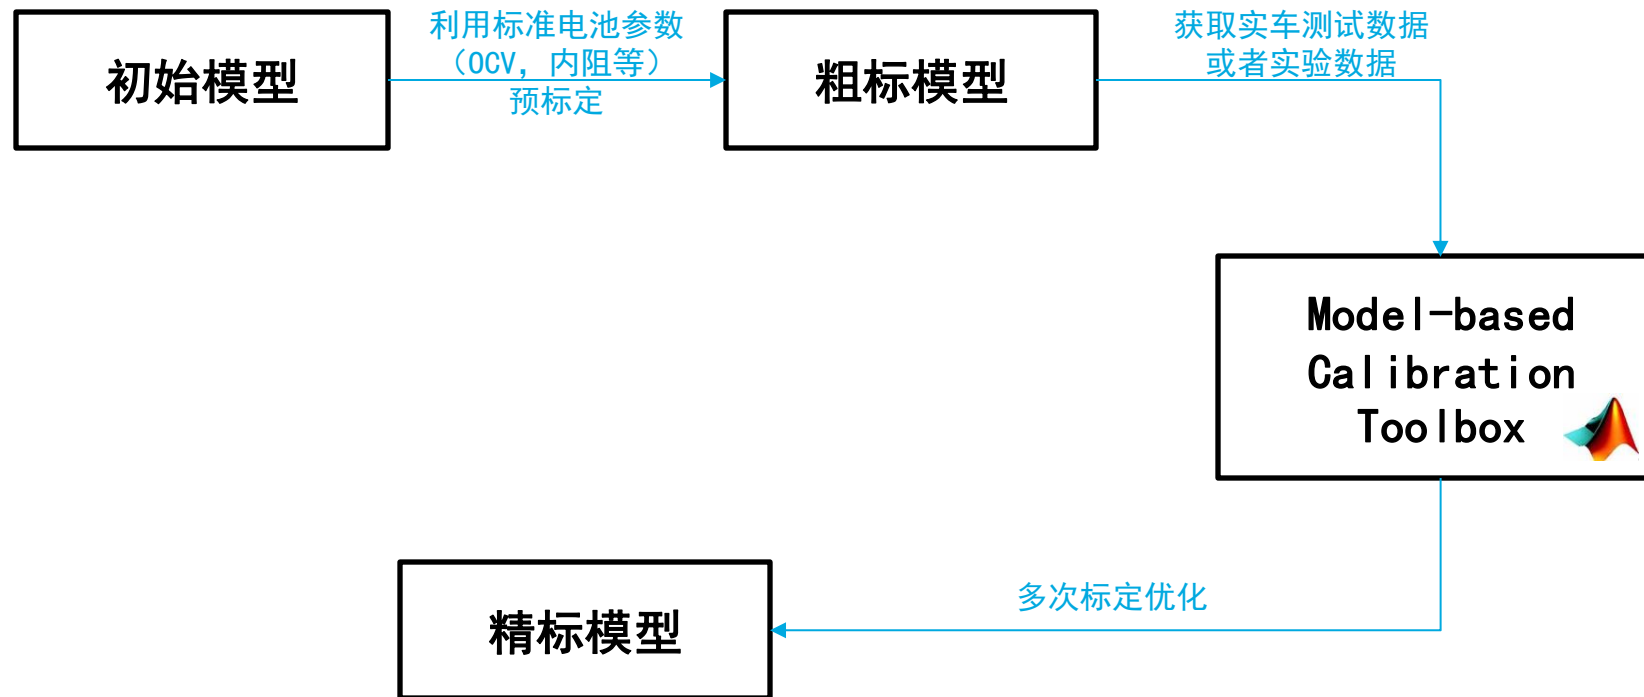 初始模型
利用标准电池参数
（OCV，内阻等）
预标定
粗标模型
获取实车测试数据
或者实验数据
Model-based
Calibration
Toolbox
多次标定优化
精标模型